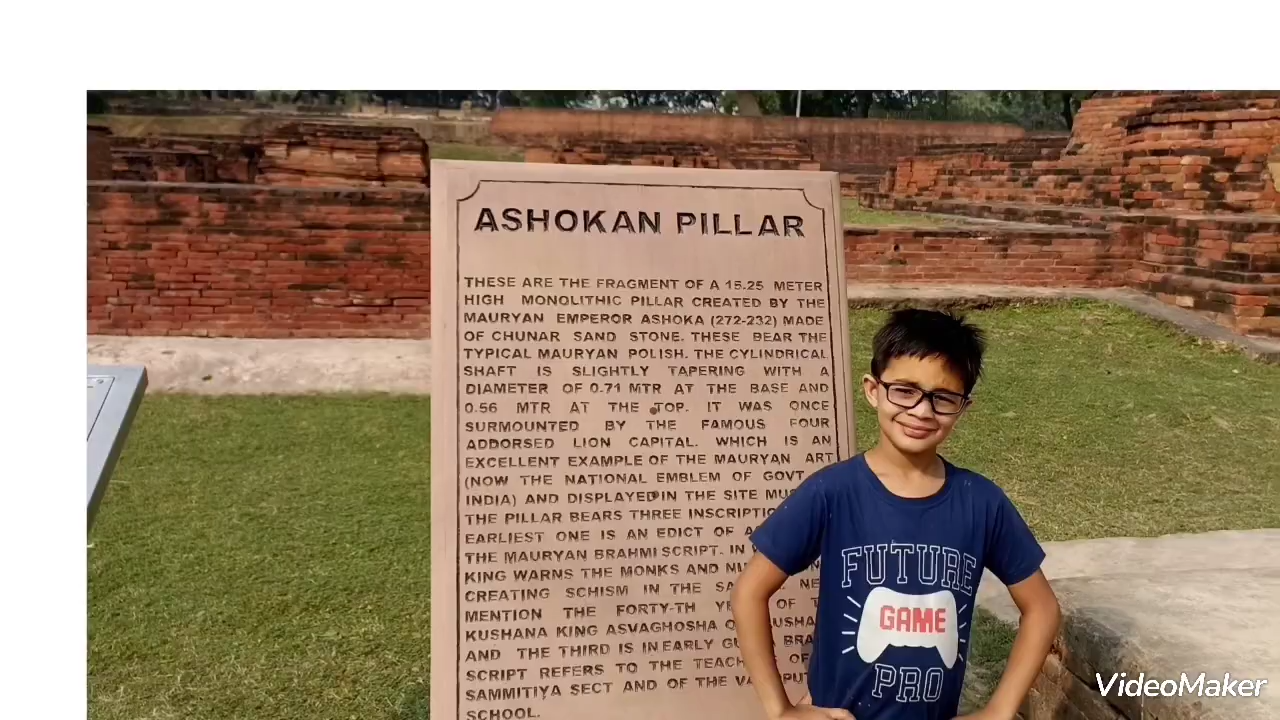 ASHOKAN PILLAR
THESE ARE THE FRAGMENT OF A 15.25 METER
HIGH MONOLITHIC PILLAR CREATED BY THE
MAURYAN EMPEROR ASHOKA (272-232) MADE
OF CHUNAR SAND STONE. THESE BEAR THE
TYPICAL MAURYAN POLISH. THE CYLINDRICAL
SHAFT IS SLIGHTLY TAPERING WITH A
DIAMETER OF 0.71 MTR AT THE BASE AND
0.56 MTR AT THE TOP. IT WAS ONCE
SURMOUNTED BY THE FAMOUS FOUR
ADDORSED LION CAPITAL. WHICH IS AN
EXCELLENT EXAMPLE OF THE MAURYAN ART
(NOW THE NATIONAL EMBLEM OF GOVT
INDIA) AND DISPLAYED IN THE SITE
THE PILLAR BEARS THREE
EARLIEST ONE IS AN EDICT OF
THE MAURYAN BRAHMI SCRIPT. IN
KING WARNS THE MONKS AND
CREATING SCHISM IN THE
MENTION THE FORTY-TH OF
KUSHANA KING ASVAGHOSHA
AND THE THIRD IS IN EARLY
SCRIPT REFERS TO THE
SAMMITIYA SECT AND OF THE
SCHOOL.
FUTURE
GAME
PRO
VideoMaker